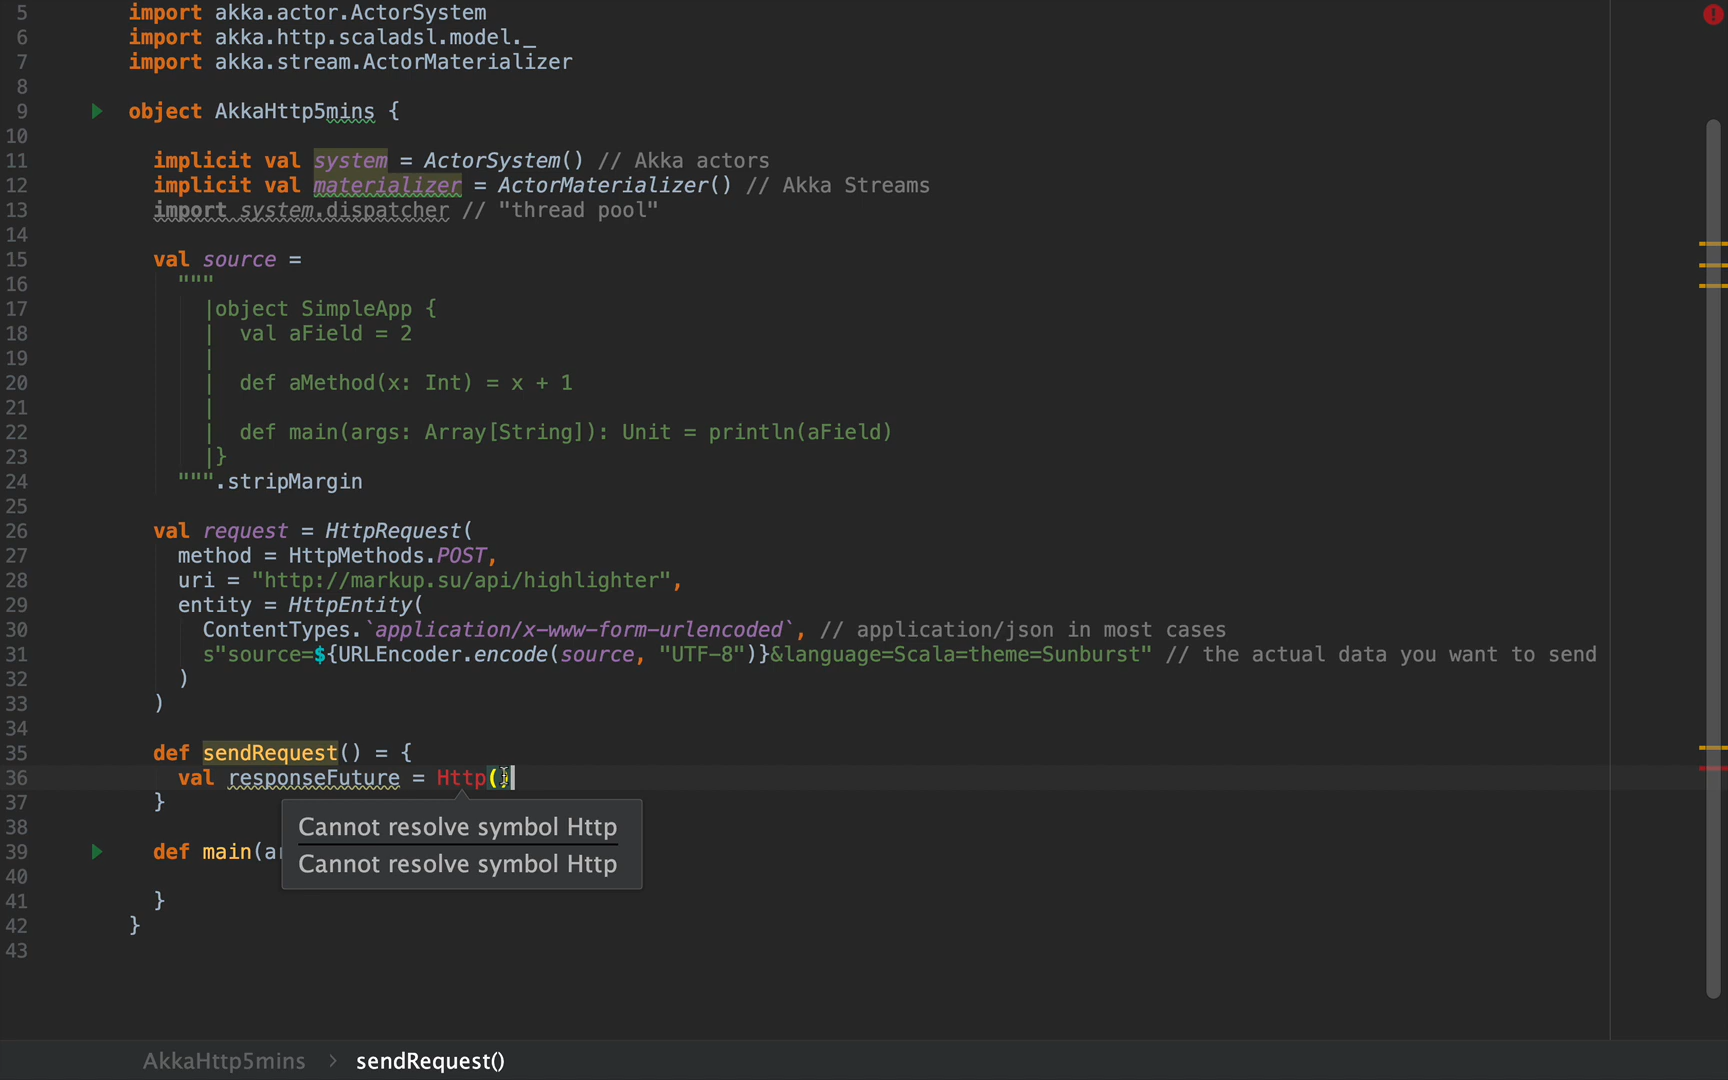 5 import akka.actor.ActorSystem
6 import akka.http.scaladsl.model._
7 import akka.stream.ActorMaterializer
8
9 object AkkaHttp5mins {
10
11 implicit val system = ActorSystem() // Akka actors
12 implicit val materializer = ActorMaterializer() // Akka Streams
13 import system.dispatcher // "thread pool"
14
15 val source =
16 """
17 |object SimpleApp {
18 | val aField = 2
19 |
20 | def aMethod(x: Int) = x + 1
21 |
22 | def main(args: Array[String]): Unit = println(aField)
23 |}
24 """.stripMargin
25
26 val request = HttpRequest(
27 method = HttpMethods.POST,
28 uri = "http://markup.su/api/highlighter",
29 entity = HttpEntity(
30 ContentTypes.`application/x-www-form-urlencoded`, // application/json in most cases
31 s"source=${URLEncoder.encode(source, "UTF-8")}&language=Scala=theme=Sunburst" // the actual data you want to send
32 )
33 )
34
35 def sendRequest() = {
36 val responseFuture = Http()
37 }
Cannot resolve symbol Http
38
39 def main(a
Cannot resolve symbol Http
40
41 }
42 }
43
AkkaHttp5mins > sendRequest()